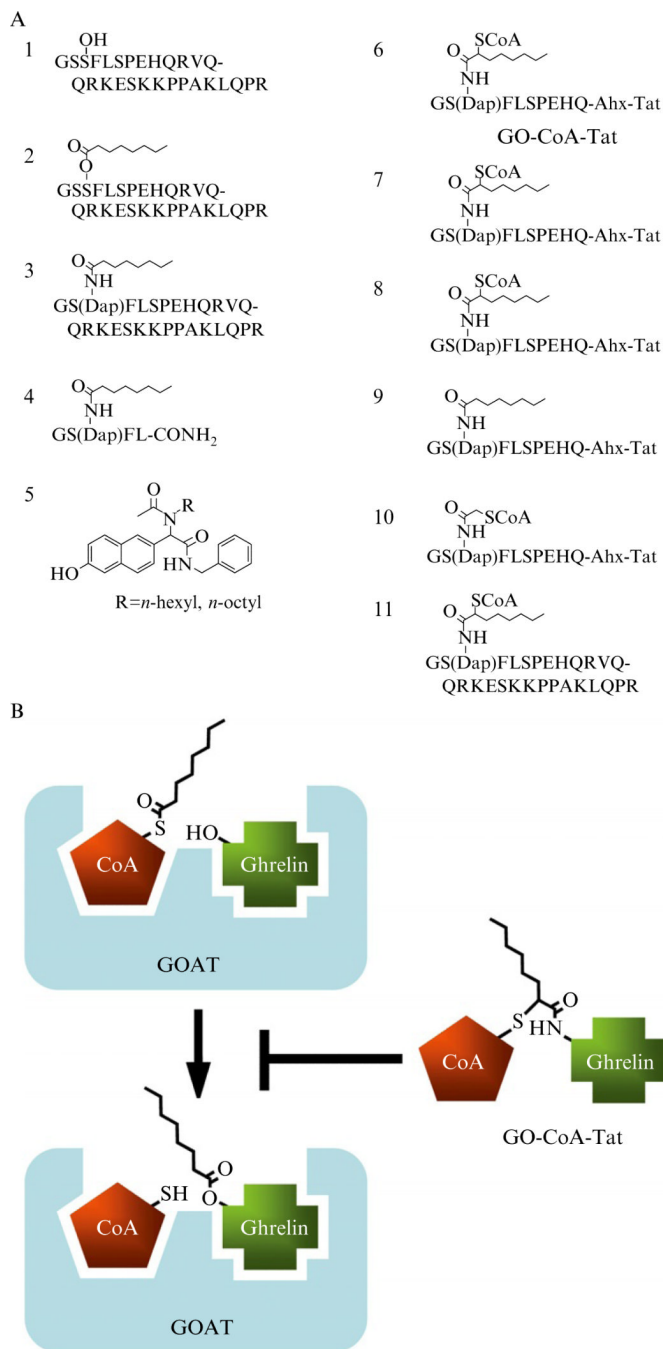 A
1
OH
GSSFLSPEHQRVQ-
QRKESKKPPAKLQPR
2
O
O
GSSFLSPEHQRVQ-
QRKESKKPPAKLQPR
3
O
NH
GS(Dap)FLSPEHQRVQ-
QRKESKKPPAKLQPR
4
O
NH
GS(Dap)FL-CONH₂
5
O
N R
O
HN
HO
R=n-hexyl, n-octyl
6
SCoA
O
NH
GS(Dap)FLSPEHQ-Ahx-Tat
GO-CoA-Tat
7
SCoA
O
NH
GS(Dap)FLSPEHQ-Ahx-Tat
8
SCoA
O
NH
GS(Dap)FLSPEHQ-Ahx-Tat
9
O
NH
GS(Dap)FLSPEHQ-Ahx-Tat
10
O
SCoA
NH
GS(Dap)FLSPEHQ-Ahx-Tat
11
SCoA
O
NH
GS(Dap)FLSPEHQRVQ-
QRKESKKPPAKLQPR
B
O
S
HO
CoA
Ghrelin
GOAT
O
S
HN
CoA
Ghrelin
GO-CoA-Tat
O
SH
O
CoA
Ghrelin
GOAT